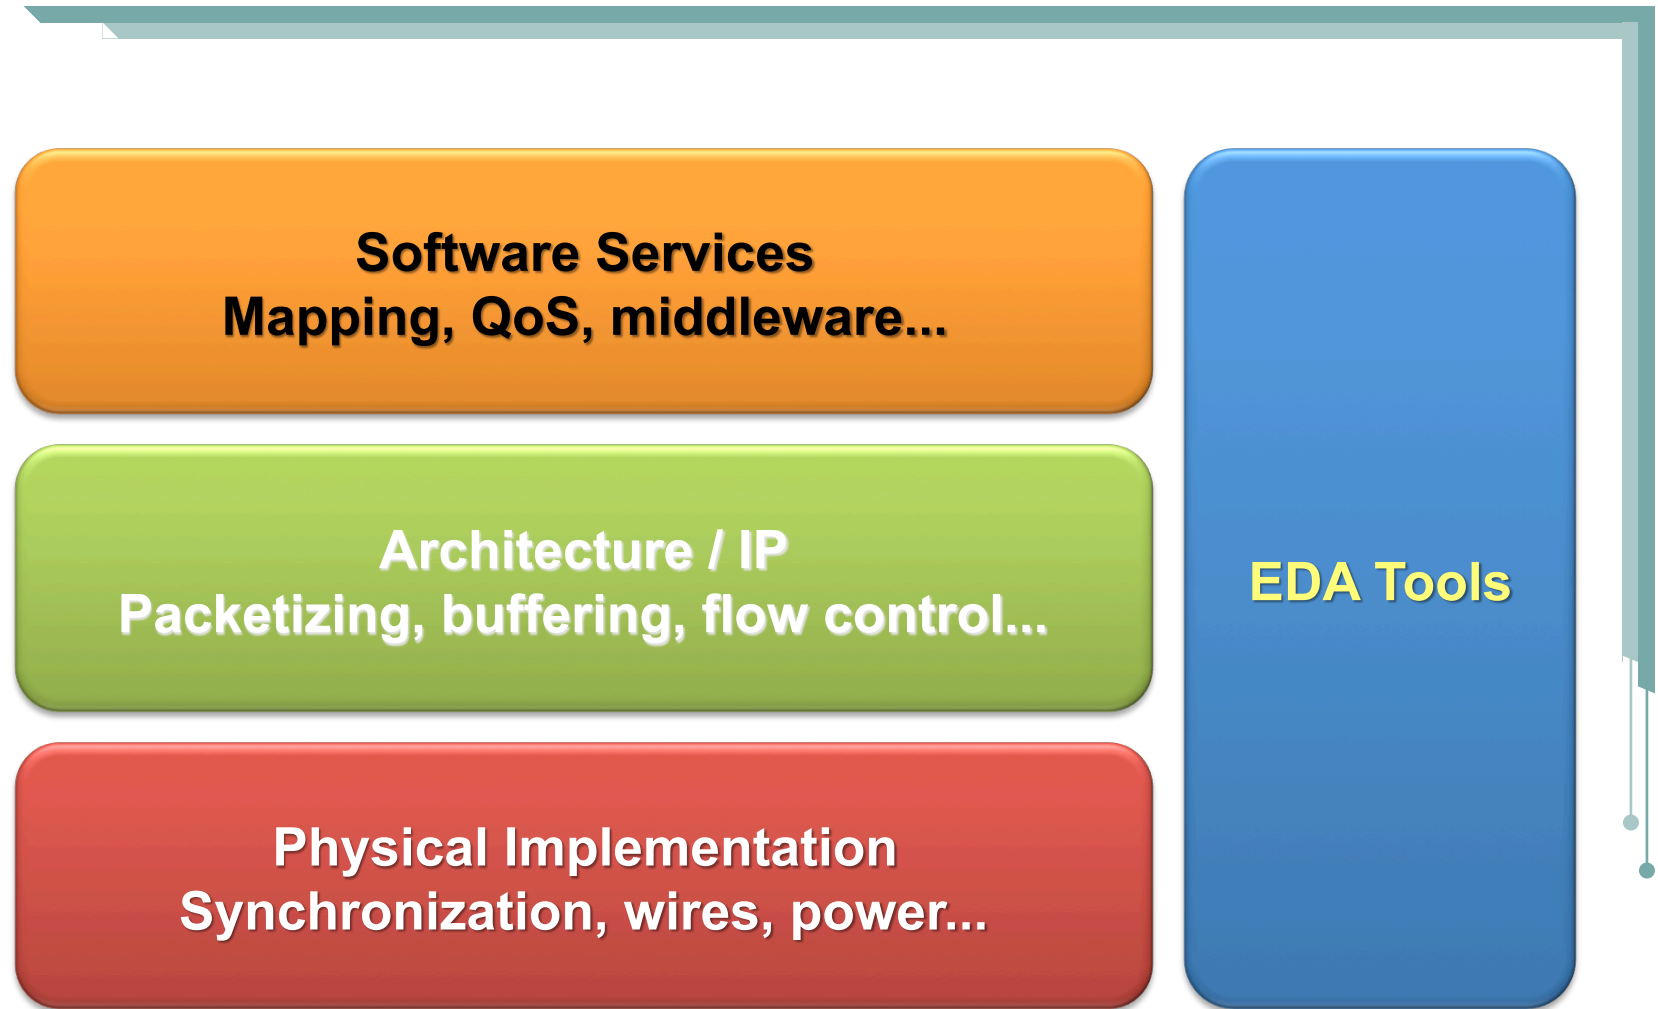 Software Services
Mapping, QoS, middleware...
Architecture / IP
Packetizing, buffering, flow control...
Physical Implementation
Synchronization, wires, power...
EDA Tools